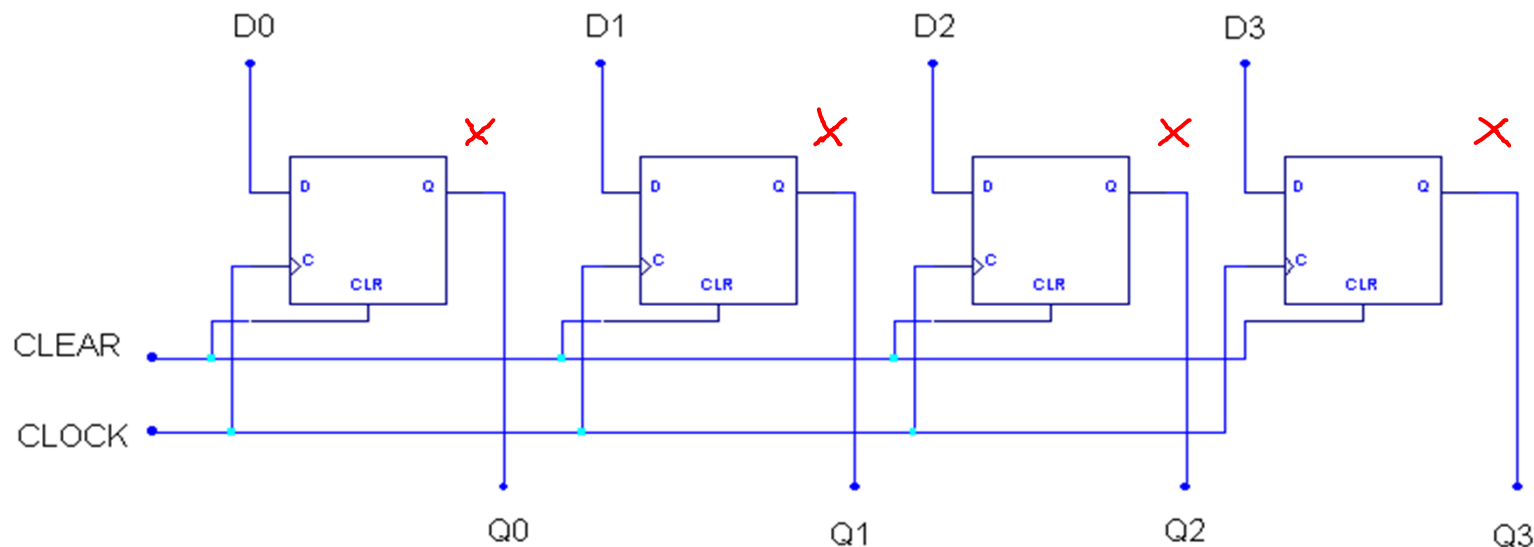 D0 D1 D2 D3
X X X X
D Q D Q D Q D Q
C C C C
CLR CLR CLR CLR
CLEAR
CLOCK
Q0 Q1 Q2 Q3